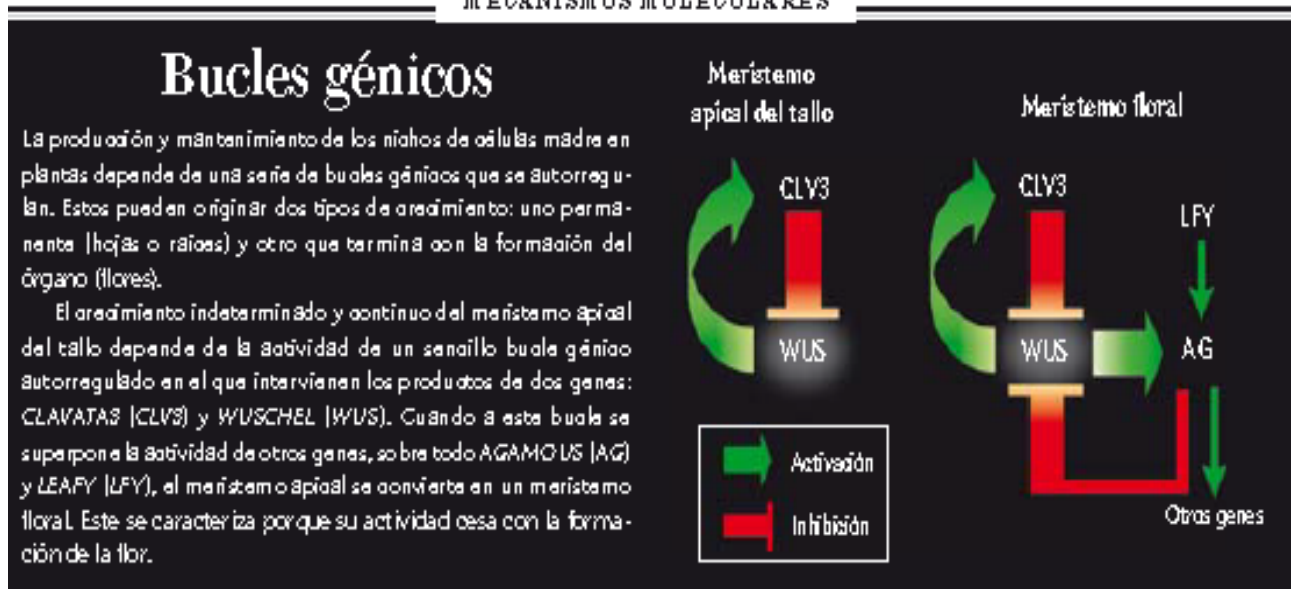 MECANISMOS MOLECULARES
Bucles génicos
La producción y mantenimiento de los nichos de células madre en
plantas depende de una serie de bucles génicos que se autorregu-
lan. Estos pueden originar dos tipos de crecimiento: uno perma-
nente (hojas o raíces) y otro que termina con la formación del
órgano (flores).
El crecimiento indeterminado y continuo del meristemo apical
del tallo depende de la actividad de un sencillo bucle génico
autorregulado en el que intervienen los productos de dos genes:
CLAVATA3 (CLV3) y WUSCHEL (WUS). Cuando a este bucle se
superpone la actividad de otros genes, sobre todo AGAMOUS (AG)
y LEAFY (LFY), el meristemo apical se convierte en un meristemo
floral. Este se caracteriza porque su actividad cesa con la forma-
ción de la flor.
Meristemo
apical del tallo
CLV3
WUS
Activación
Inhibición
Meristemo floral
CLV3
LFY
WUS
AG
Otros genes